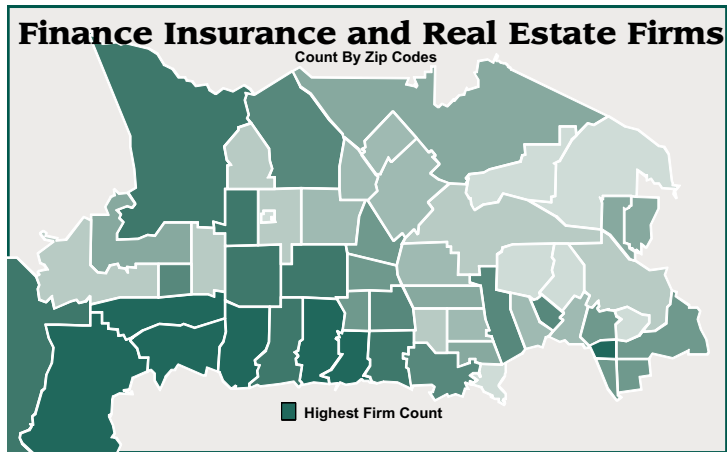 Finance Insurance and Real Estate Firms
Count By Zip Codes
Highest Firm Count